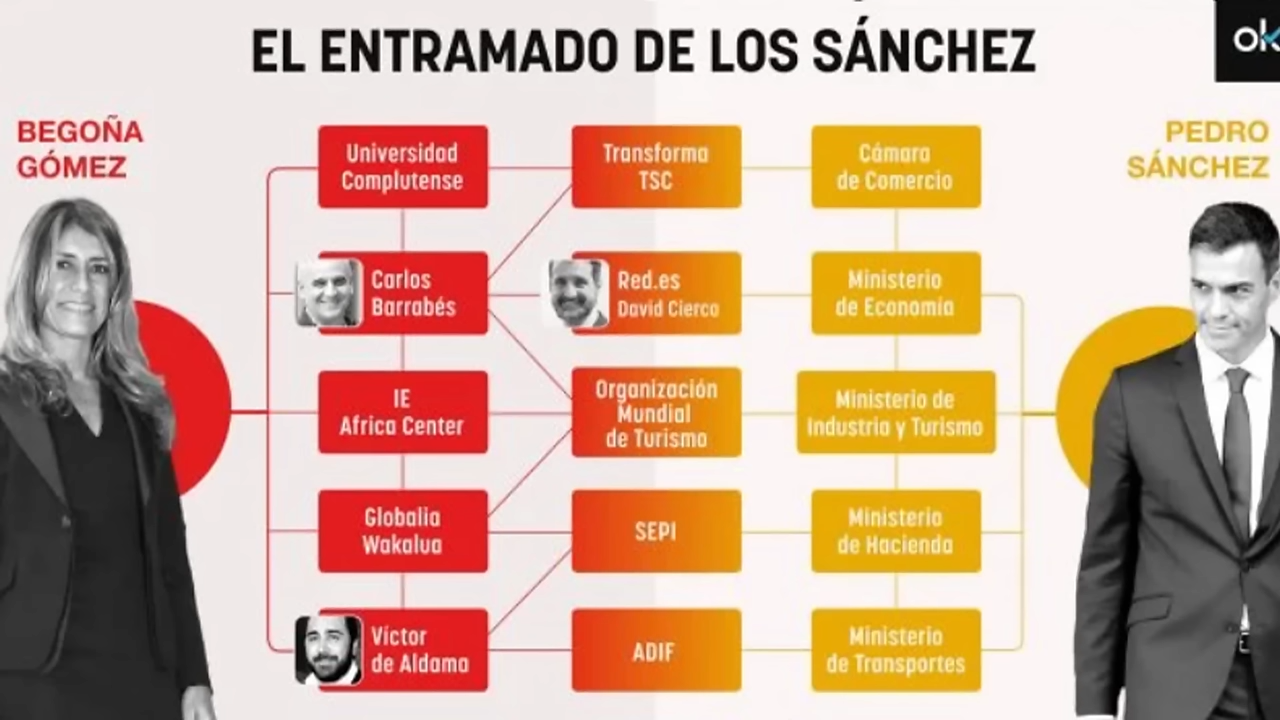 EL ENTRAMADO DE LOS SÁNCHEZ
ok
BEGOÑA
GÓMEZ
PEDRO
SÁNCHEZ
Universidad
Complutense
Transforma
TSC
Cámara
de Comercio
Carlos
Barrabés
Red.es
David Cierco
Ministerio
de Economía
IE
Africa Center
Organización
Mundial
de Turismo
Ministerio de
Industria y Turismo
Globalia
Wakalua
SEPI
Ministerio
de Hacienda
Víctor
de Aldama
ADIF
Ministerio
de Transportes